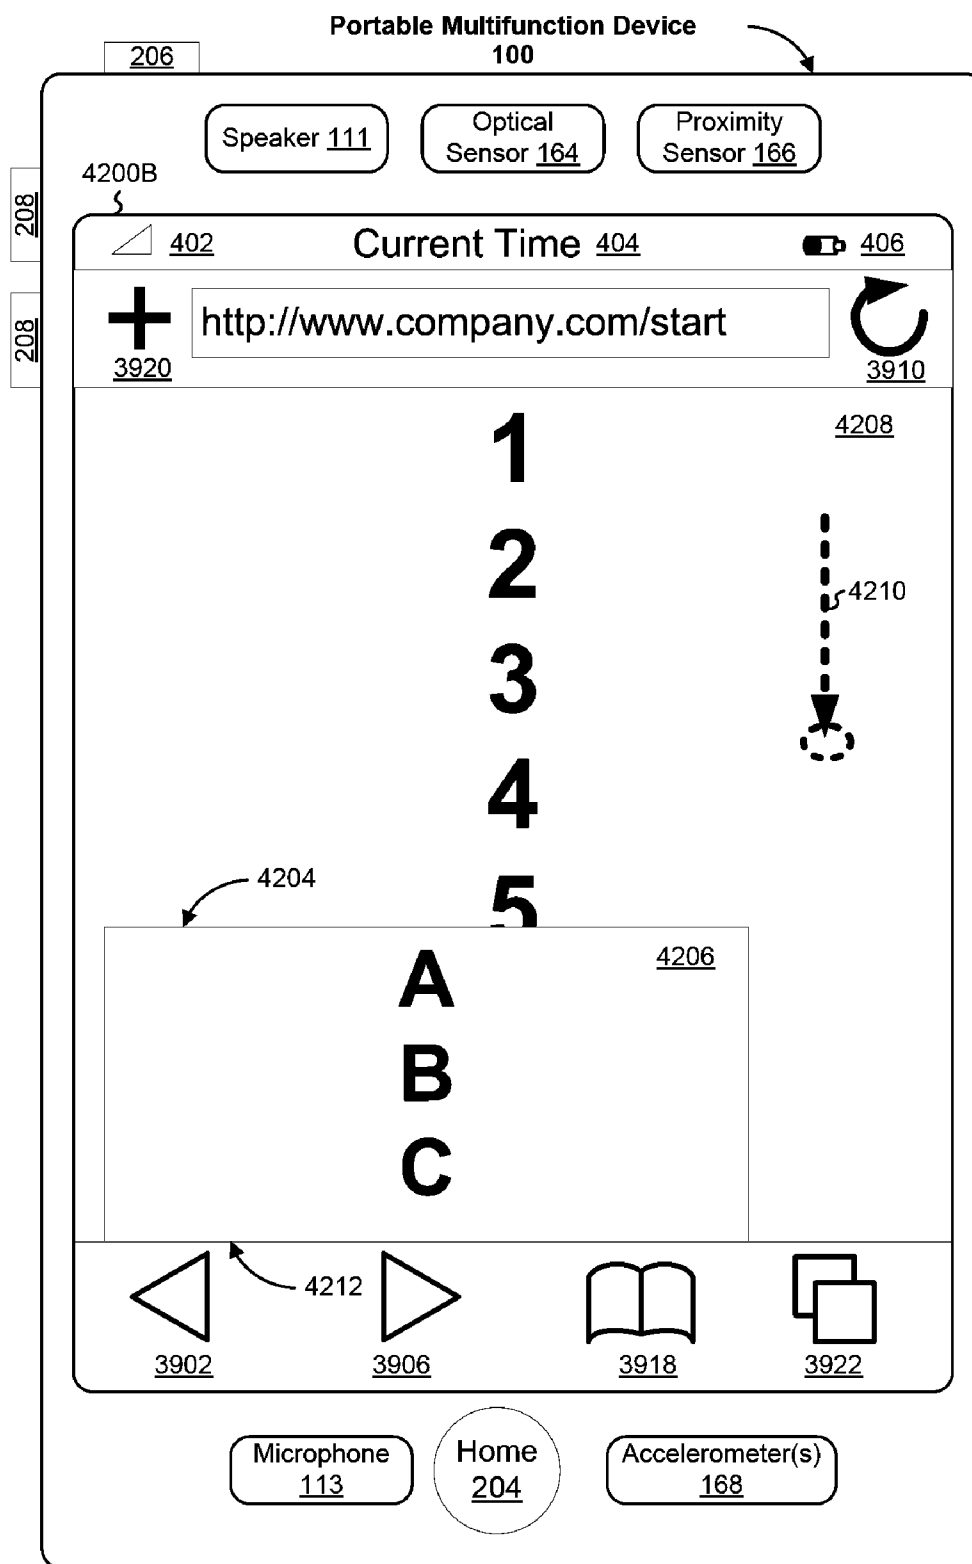 Portable Multifunction Device
100
206
Speaker 111
Optical
Sensor 164
Proximity
Sensor 166
4200B
208
402
Current Time 404
406
208
http://www.company.com/start
3920
3910
1
4208
2
4210
3
4
4204
5
A
4206
B
C
4212
3902
3906
3918
3922
Microphone
113
Home
204
Accelerometer(s)
168